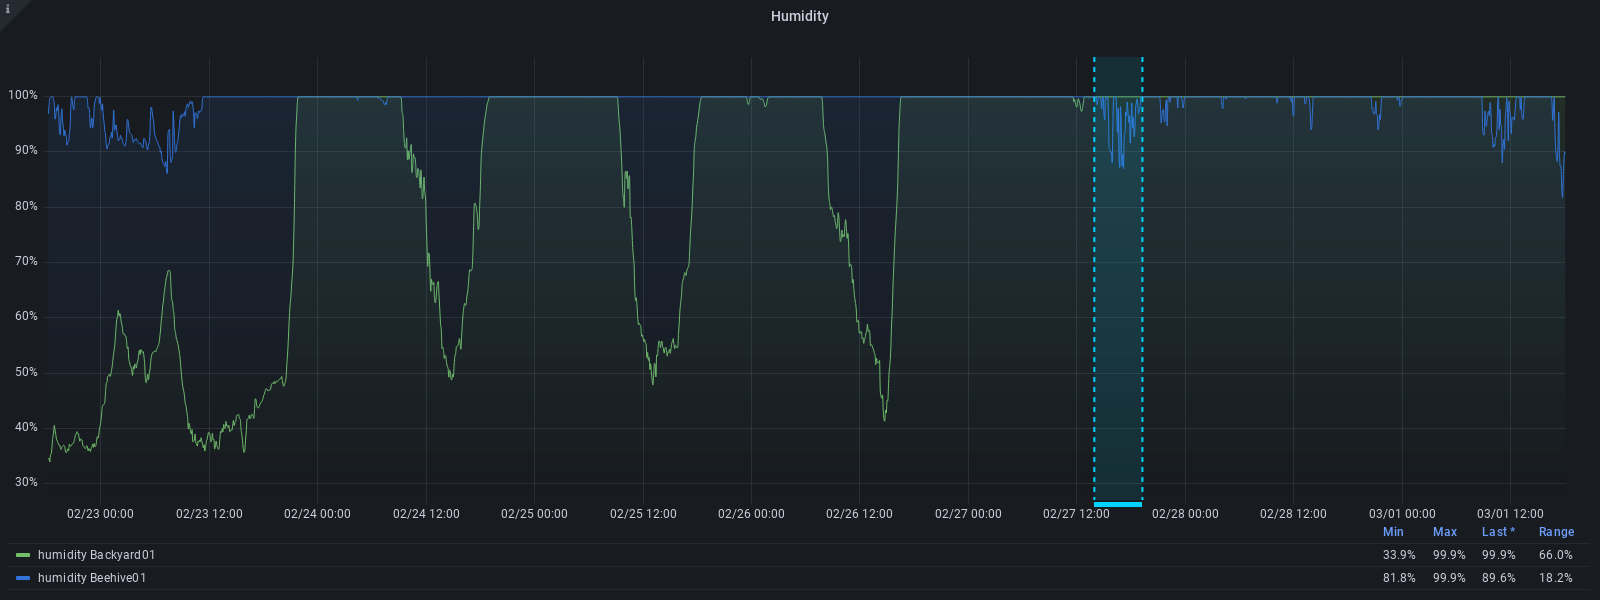 i
Humidity
100%
90%
80%
70%
60%
50%
40%
30%
02/23 00:00 02/23 12:00 02/24 00:00 02/24 12:00 02/25 00:00 02/25 12:00 02/26 00:00 02/26 12:00 02/27 00:00 02/27 12:00 02/28 00:00 02/28 12:00 03/01 00:00 03/01 12:00
Min Max Last * Range
humidity Backyard01 33.9% 99.9% 99.9% 66.0%
humidity Beehive01 81.8% 99.9% 89.6% 18.2%